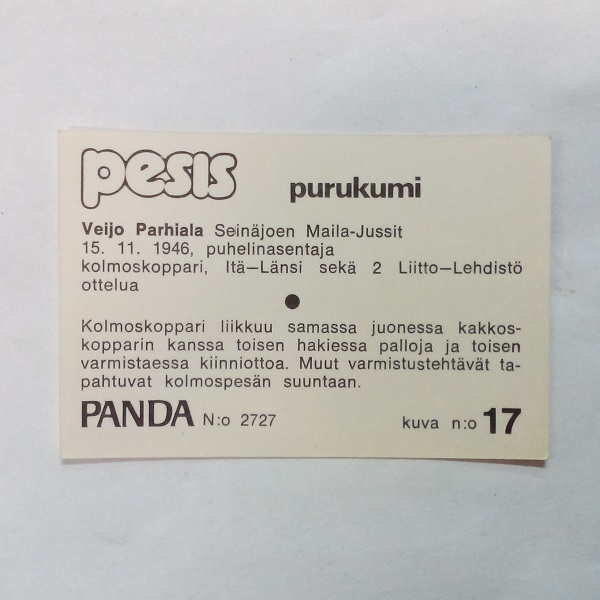 pesis purukumi
Veijo Parhiala Seinäjoen Maila-Jussit
15. 11. 1946, puhelinasentaja
kolmoskoppari, Itä—Länsi sekä 2 Liitto—Lehdistö
ottelua
Kolmoskoppari liikkuu samassa juonessa kakkos-
kopparin kanssa toisen hakiessa palloja ja toisen
varmistaessa kiinniottoa. Muut varmistustehtävät ta-
pahtuvat kolmospesän suuntaan.
PANDA N:o 2727 kuva n:o 17